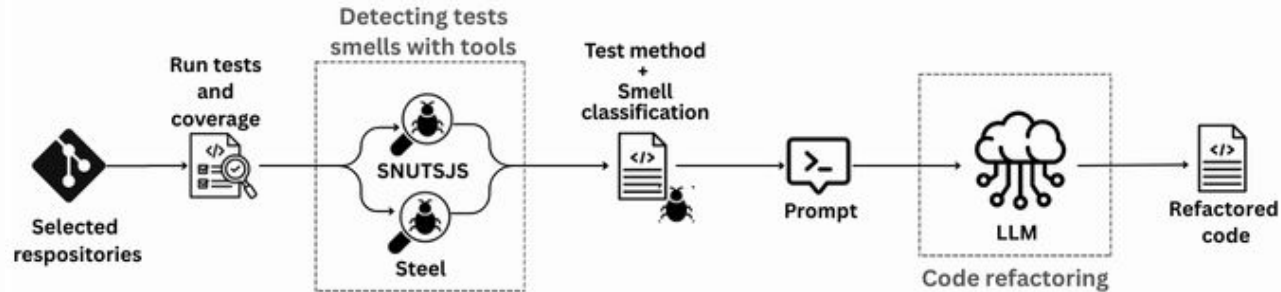 Detecting tests
smells with tools
Run tests
and
coverage
Test method
+
Smell
classification
</>
</>
</>
SNUTSJS
>_
Selected
respositories
Steel
Prompt
LLM
Refactored
code
Code refactoring